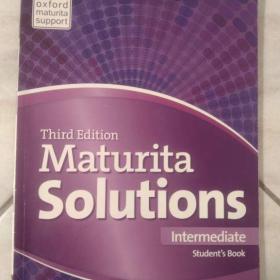 oxford
maturita
support
Third Edition
Maturita
Solutions
Intermediate
Student's Book